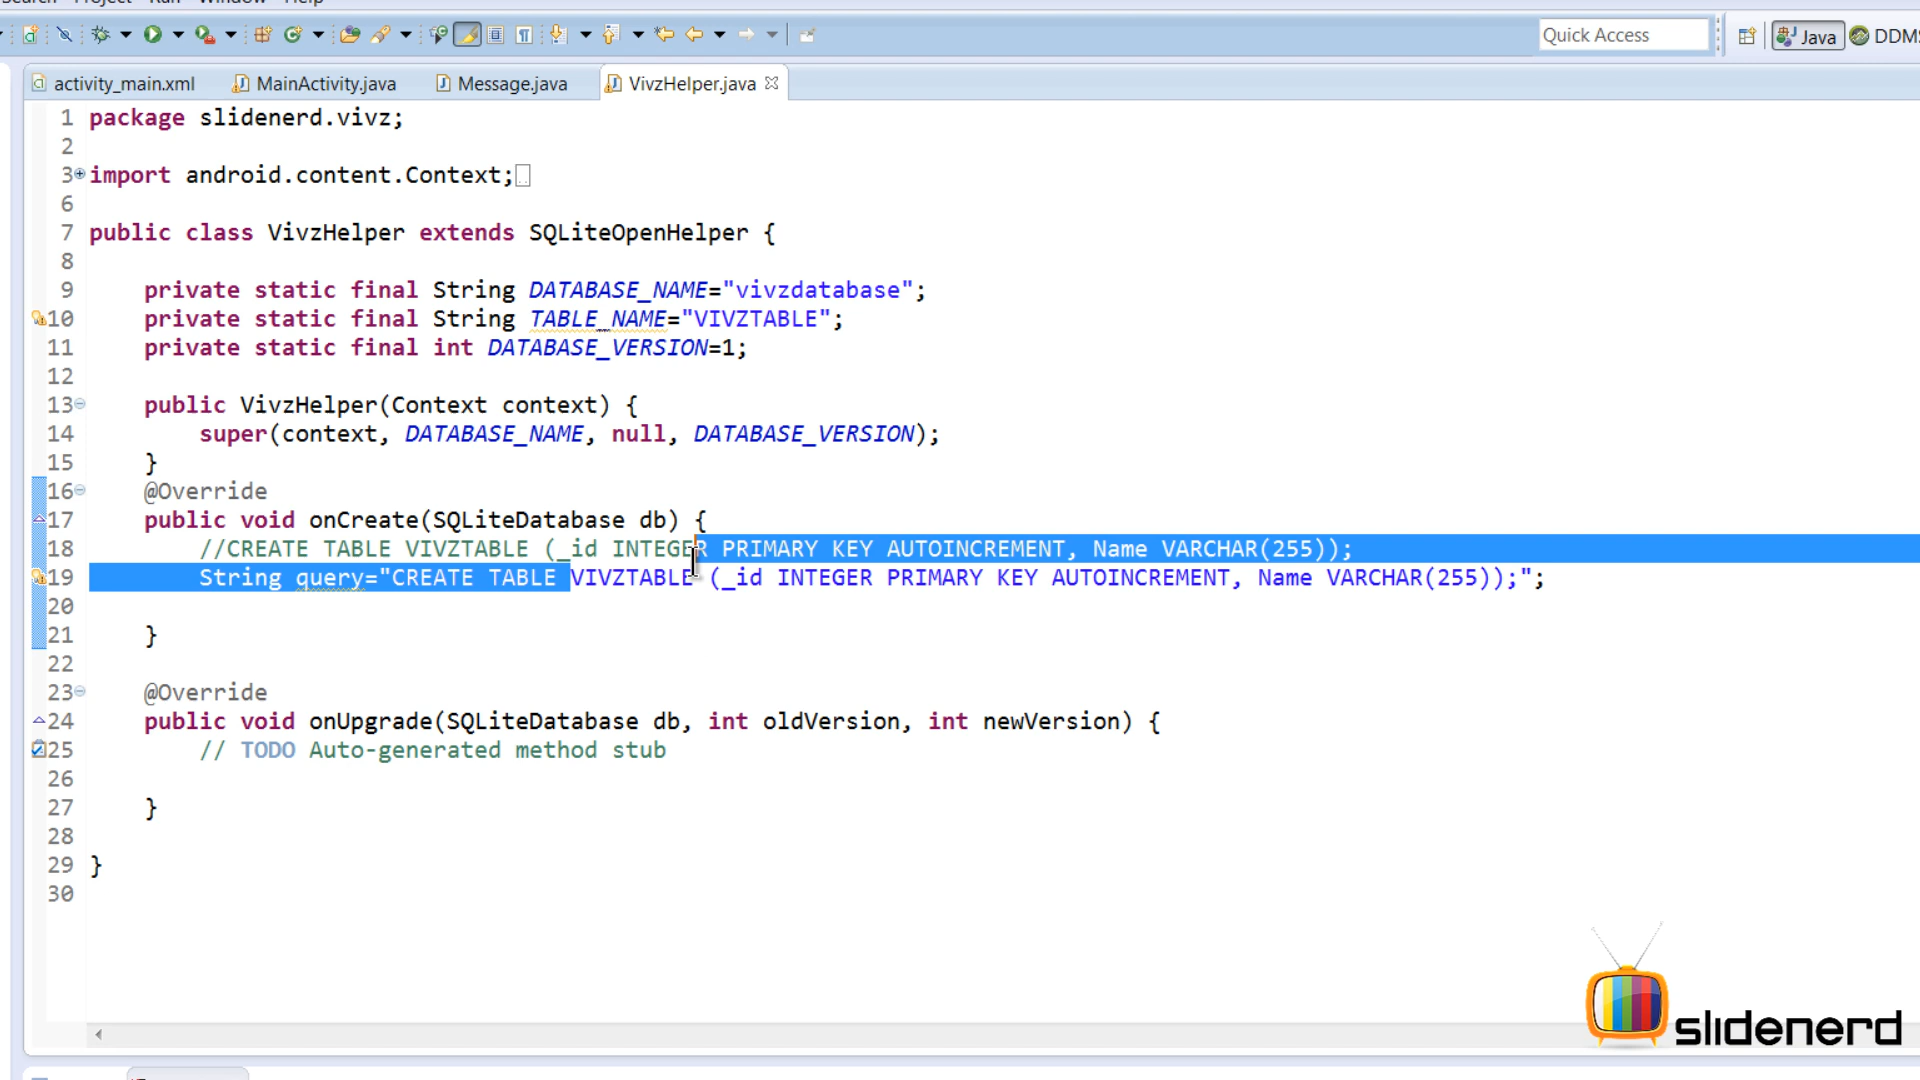 Search Project Run Window Help
Quick Access
Java
DDMS
activity_main.xml
MainActivity.java
Message.java
VivzHelper.java
1 package slidenerd.vivz;
2
3 import android.content.Context;
6
7 public class VivzHelper extends SQLiteOpenHelper {
8
9 private static final String DATABASE_NAME="vivzdatabase";
10 private static final String TABLE_NAME="VIVZTABLE";
11 private static final int DATABASE_VERSION=1;
12
13 public VivzHelper(Context context) {
14 super(context, DATABASE_NAME, null, DATABASE_VERSION);
15 }
16 @Override
17 public void onCreate(SQLiteDatabase db) {
18 //CREATE TABLE VIVZTABLE (_id INTEGER PRIMARY KEY AUTOINCREMENT, Name VARCHAR(255));
19 String query="CREATE TABLE VIVZTABLE (_id INTEGER PRIMARY KEY AUTOINCREMENT, Name VARCHAR(255));";
20
21 }
22
23 @Override
24 public void onUpgrade(SQLiteDatabase db, int oldVersion, int newVersion) {
25 // TODO Auto-generated method stub
26
27 }
28
29 }
30
slidenerd